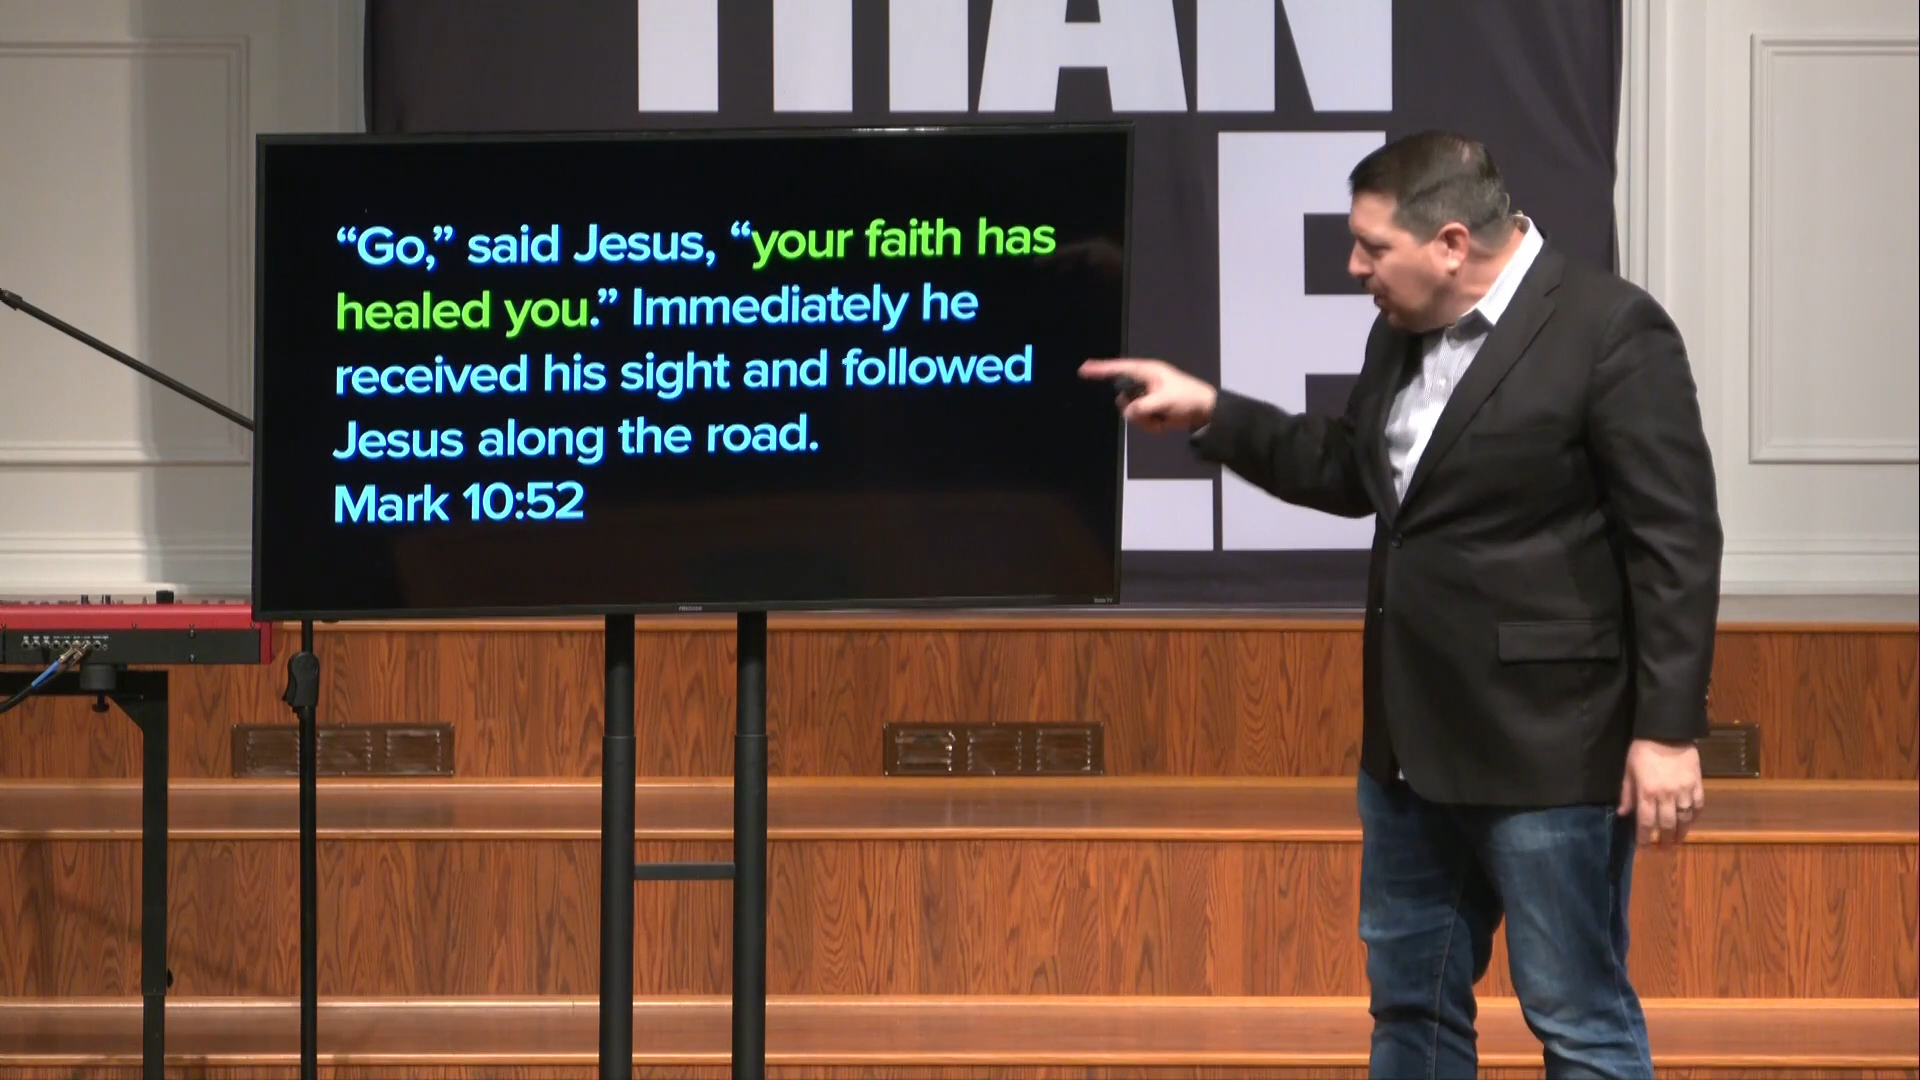 THAN
“Go,” said Jesus, “your faith has
healed you.” Immediately he
received his sight and followed
Jesus along the road.
Mark 10:52